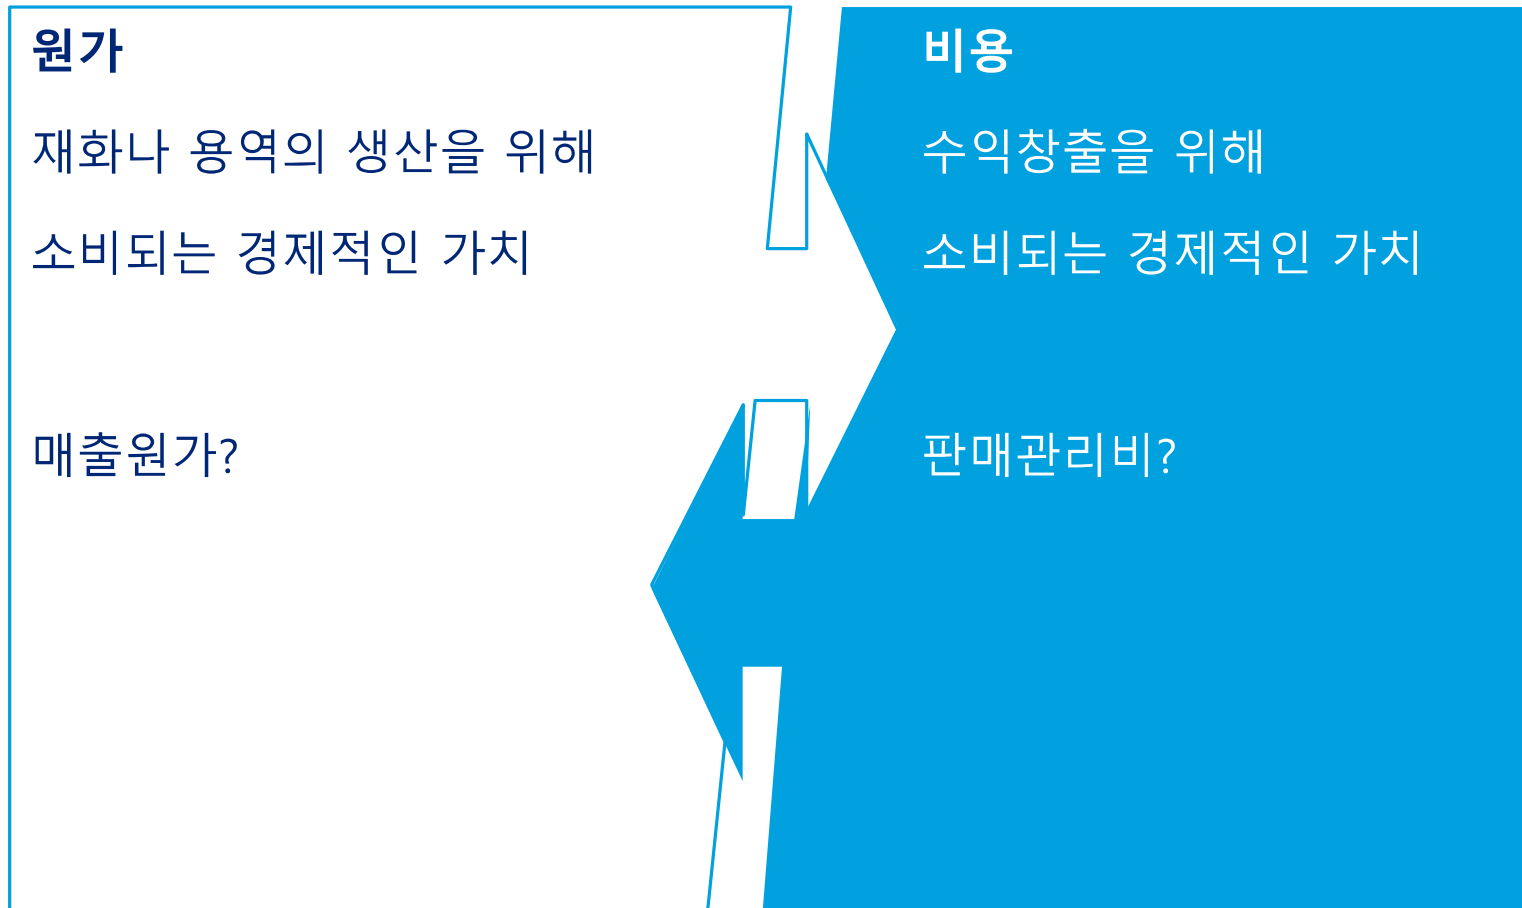 원가
재화나 용역의 생산을 위해
소비되는 경제적인 가치
매출원가?
비용
수익창출을 위해
소비되는 경제적인 가치
판매관리비?